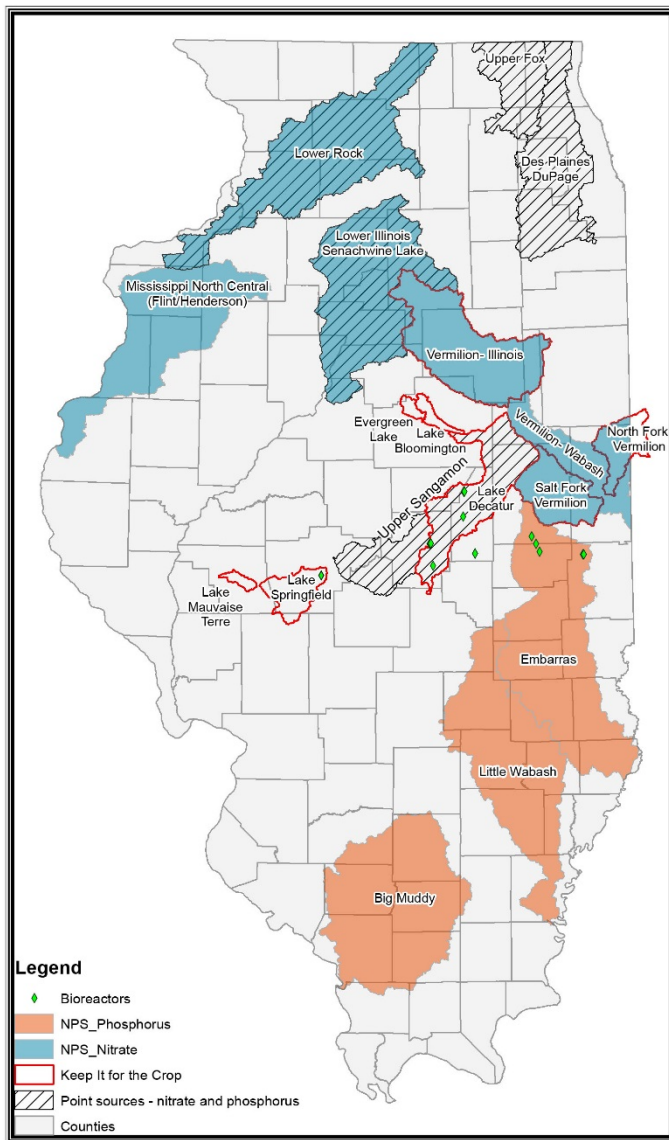 Upper Fox
Lower Rock
Des Plaines
DuPage
Lower Illinois
Senachwine Lake
Mississippi North Central
(Flint/Henderson)
Vermilion- Illinois
Evergreen
Lake
Lake
Bloomington
Vermilion- Wabash
North Fork
Vermilion
Upper Sangamon
Lake
Decatur
Salt Fork
Vermilion
Lake
Mauvaise
Terre
Lake
Springfield
Embarras
Little Wabash
Big Muddy
Legend
Bioreactors
NPS_Phosphorus
NPS_Nitrate
Keep It for the Crop
Point sources - nitrate and phosphorus
Counties